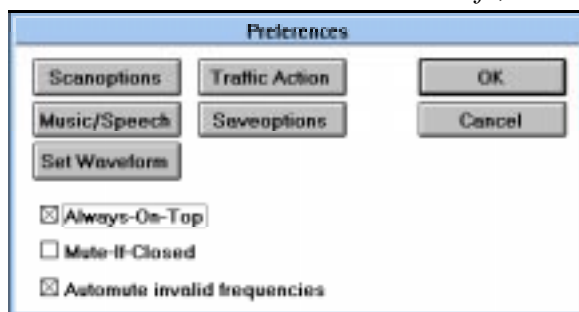 Preferences
Scanoptions Traffic Action OK
Music/Speech Saveoptions Cancel
Set Waveform
Always-On-Top
Mute-If-Closed
Automute invalid frequencies